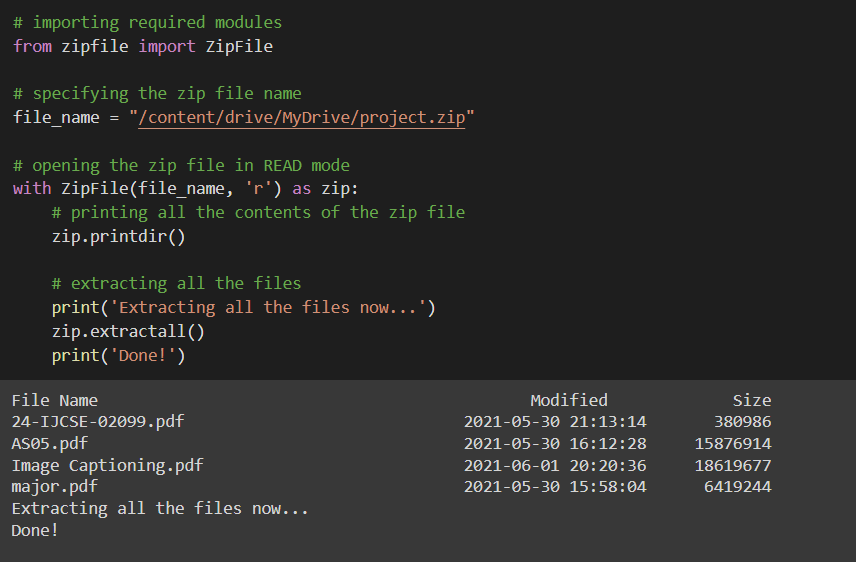 # importing required modules
from zipfile import ZipFile
# specifying the zip file name
file_name = "/content/drive/MyDrive/project.zip"
# opening the zip file in READ mode
with ZipFile(file_name, 'r') as zip:
    # printing all the contents of the zip file
    zip.printdir()
    # extracting all the files
    print('Extracting all the files now...')
    zip.extractall()
    print('Done!')
File Name                                             Modified             Size
24-IJCSE-02099.pdf                             2021-05-30 21:13:14       380986
AS05.pdf                                       2021-05-30 16:12:28     15876914
Image Captioning.pdf                           2021-06-01 20:20:36     18619677
major.pdf                                      2021-05-30 15:58:04      6419244
Extracting all the files now...
Done!